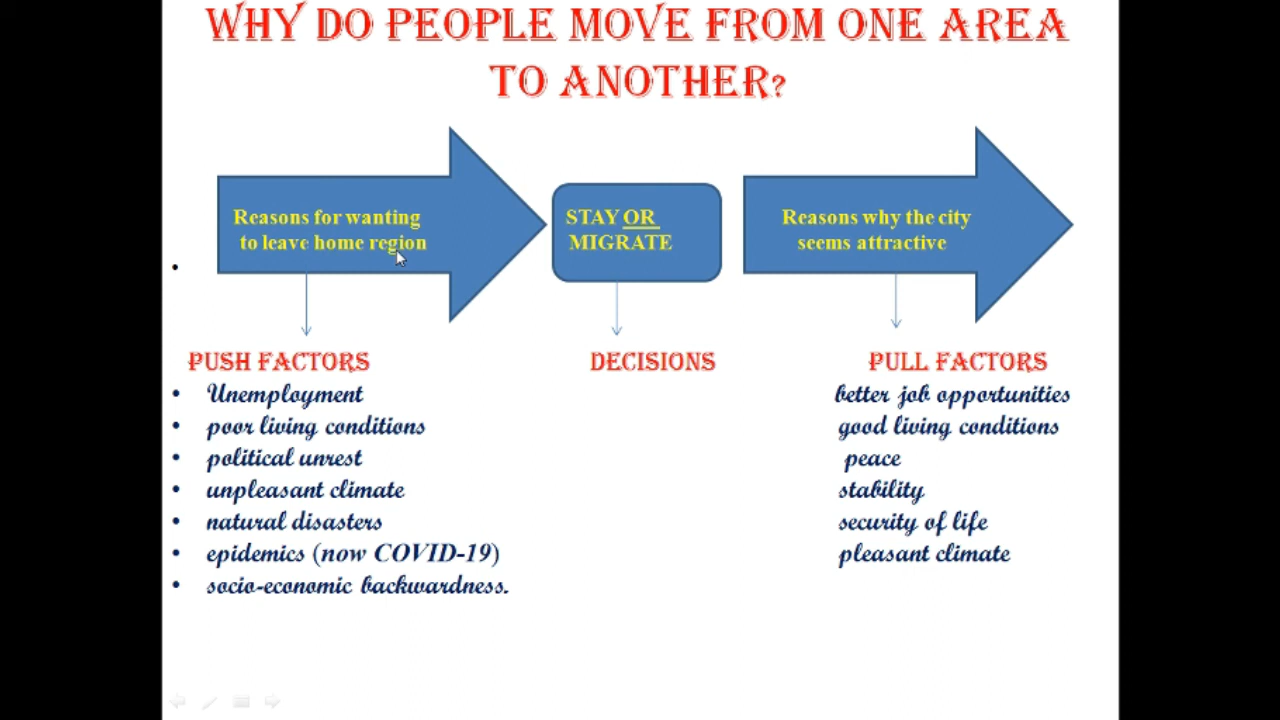 WHY DO PEOPLE MOVE FROM ONE AREA
TO ANOTHER?
Reasons for wanting
to leave home region
STAY OR
MIGRATE
Reasons why the city
seems attractive
PUSH FACTORS
DECISIONS
PULL FACTORS
• Unemployment
better job opportunities
• poor living conditions
good living conditions
• political unrest
peace
• unpleasant climate
stability
• natural disasters
security of life
• epidemics (now COVID-19)
pleasant climate
• socio-economic backwardness.